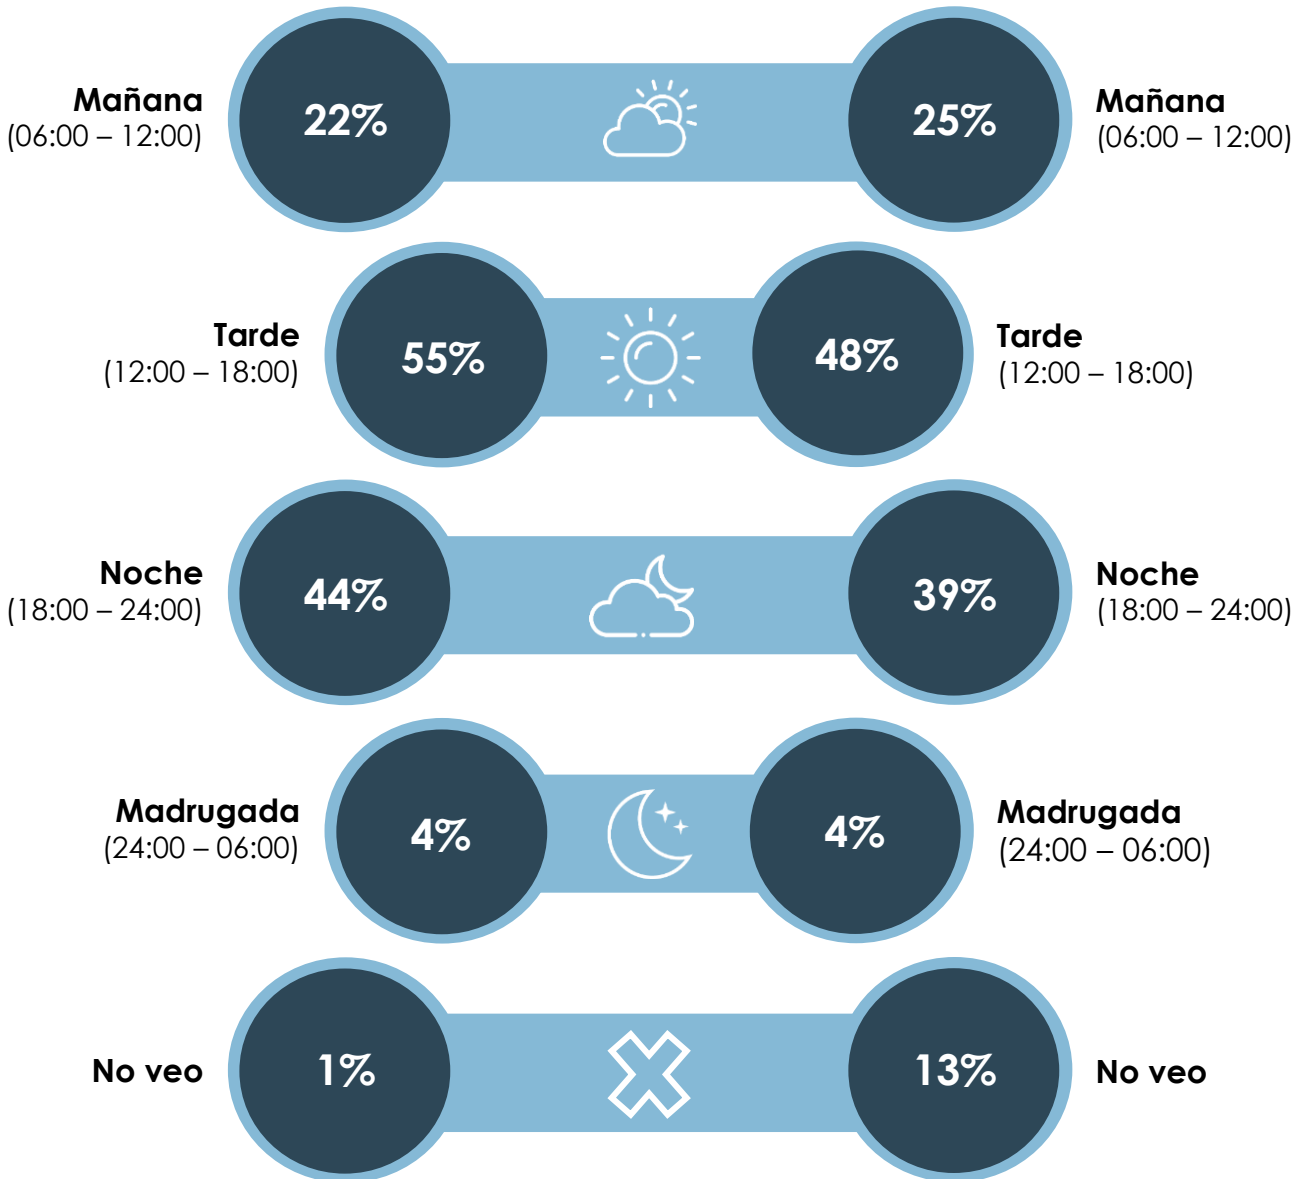 Mañana
(06:00 – 12:00)
22%
25%
Mañana
(06:00 – 12:00)
Tarde
(12:00 – 18:00)
55%
48%
Tarde
(12:00 – 18:00)
Noche
(18:00 – 24:00)
44%
39%
Noche
(18:00 – 24:00)
Madrugada
(24:00 – 06:00)
4%
4%
Madrugada
(24:00 – 06:00)
No veo
1%
13%
No veo